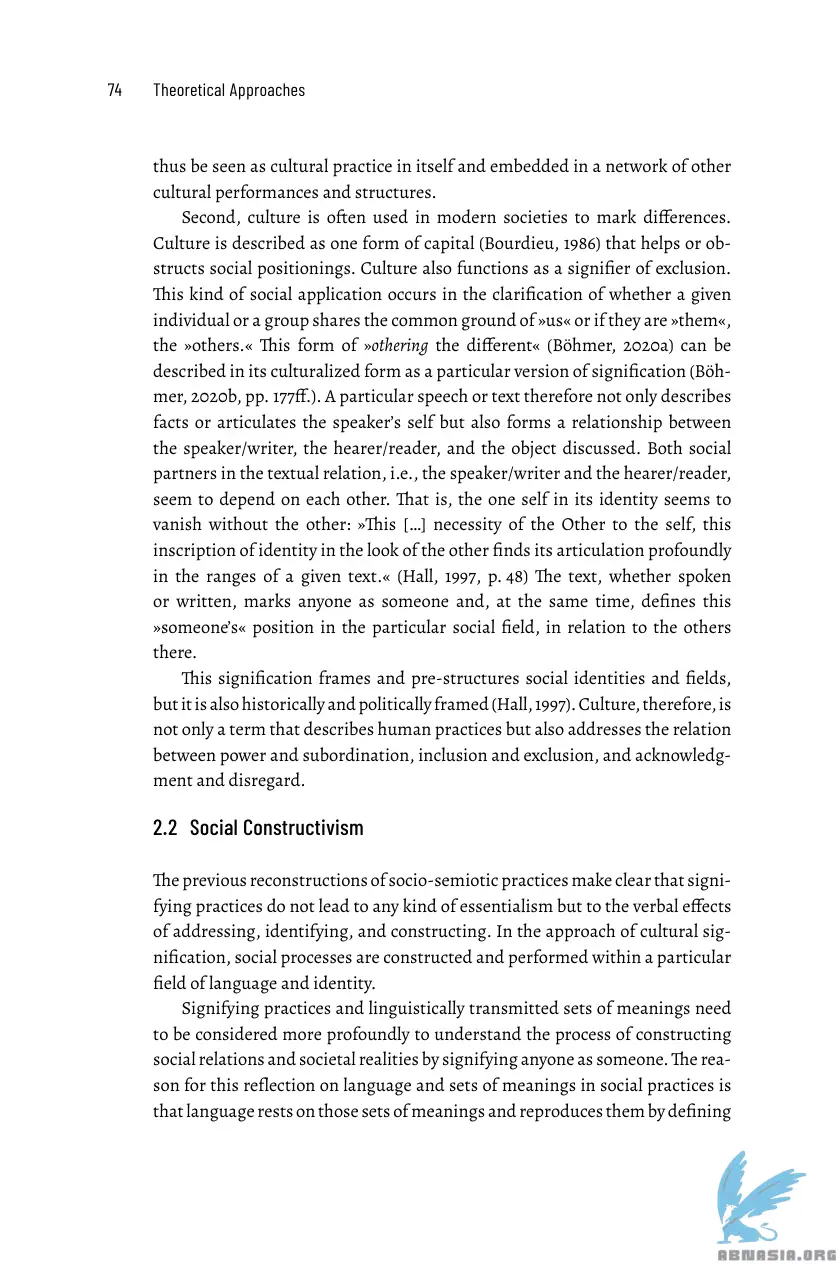 74 Theoretical Approaches
thus be seen as cultural practice in itself and embedded in a network of other
cultural performances and structures.
Second, culture is often used in modern societies to mark differences.
Culture is described as one form of capital (Bourdieu, 1986) that helps or ob-
structs social positionings. Culture also functions as a signifier of exclusion.
This kind of social application occurs in the clarification of whether a given
individual or a group shares the common ground of »us« or if they are »them«,
the »others.« This form of »othering the different« (Böhmer, 2020a) can be
described in its culturalized form as a particular version of signification (Böh-
mer, 2020b, pp. 177ff.). A particular speech or text therefore not only describes
facts or articulates the speaker’s self but also forms a relationship between
the speaker/writer, the hearer/reader, and the object discussed. Both social
partners in the textual relation, i.e., the speaker/writer and the hearer/reader,
seem to depend on each other. That is, the one self in its identity seems to
vanish without the other: »This […] necessity of the Other to the self, this
inscription of identity in the look of the other finds its articulation profoundly
in the ranges of a given text.« (Hall, 1997, p. 48) The text, whether spoken
or written, marks anyone as someone and, at the same time, defines this
»someone’s« position in the particular social field, in relation to the others
there.
This signification frames and pre-structures social identities and fields,
but it is also historically and politically framed (Hall, 1997). Culture, therefore, is
not only a term that describes human practices but also addresses the relation
between power and subordination, inclusion and exclusion, and acknowledg-
ment and disregard.
2.2 Social Constructivism
The previous reconstructions of socio-semiotic practices make clear that signi-
fying practices do not lead to any kind of essentialism but to the verbal effects
of addressing, identifying, and constructing. In the approach of cultural sig-
nification, social processes are constructed and performed within a particular
field of language and identity.
Signifying practices and linguistically transmitted sets of meanings need
to be considered more profoundly to understand the process of constructing
social relations and societal realities by signifying anyone as someone. The rea-
son for this reflection on language and sets of meanings in social practices is
that language rests on those sets of meanings and reproduces them by defining
ABNASIA.ORG